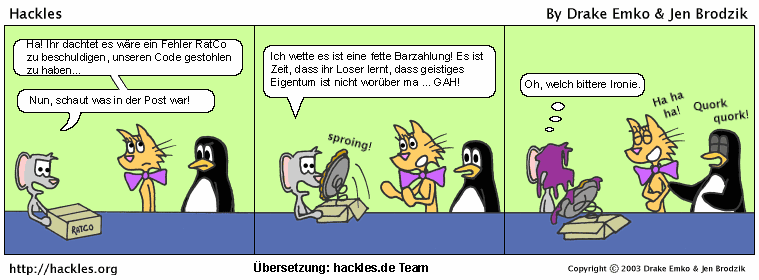 Hackles
By Drake Emko & Jen Brodzik
Ha! Ihr dachtet es wäre ein Fehler RatCo
zu beschuldigen, unseren Code gestohlen
zu haben...
Nun, schaut was in der Post war!
RATCO
Ich wette es ist eine fette Barzahlung! Es ist
Zeit, dass ihr Loser lernt, dass geistiges
Eigentum ist nicht worüber ma ... GAH!
sproing!
Oh, welch bittere Ironie.
Ha ha
ha!
Quork
quork!
http://hackles.org
Übersetzung: hackles.de Team
Copyright © 2003 Drake Emko & Jen Brodzik